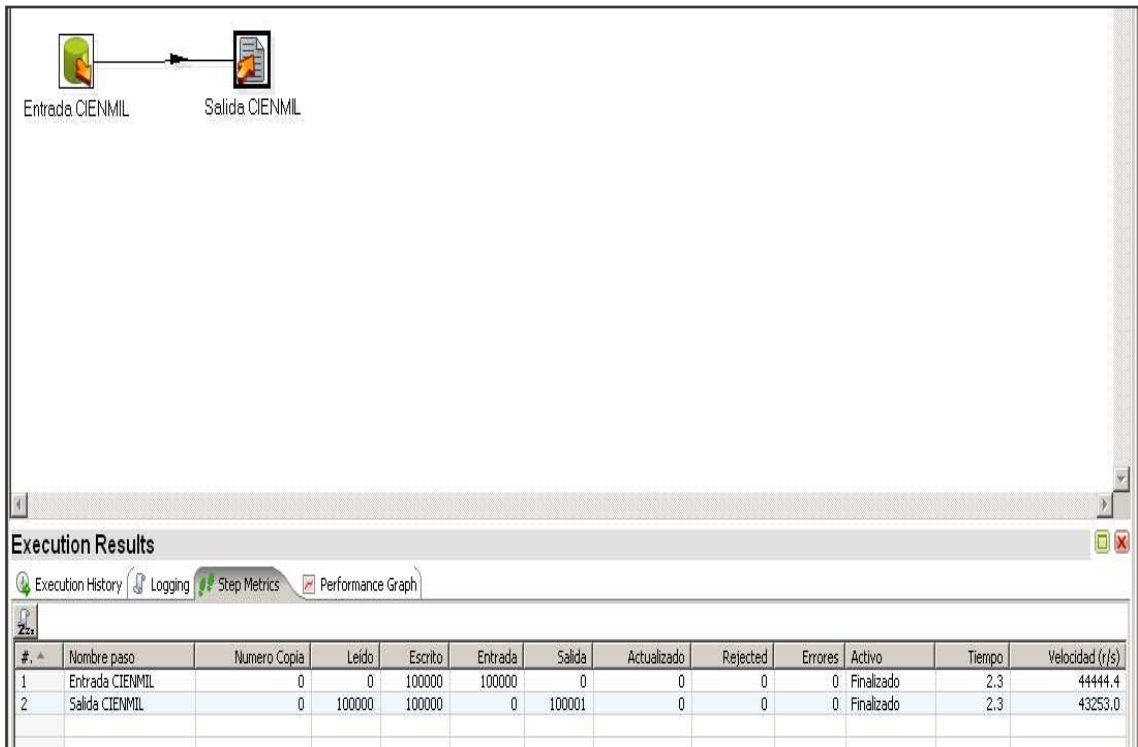 Entrada CIENMIL
Salida CIENMIL
Execution Results
Execution History Logging Step Metrics Performance Graph
#. Nombre paso Numero Copia Leído Escrito Entrada Salida Actualizado Rejected Errores Activo Tiempo Velocidad (r/s)
1 Entrada CIENMIL 0 0 100000 100000 0 0 0 0 Finalizado 2.3 44444.4
2 Salida CIENMIL 0 100000 100000 0 100001 0 0 0 Finalizado 2.3 43253.0